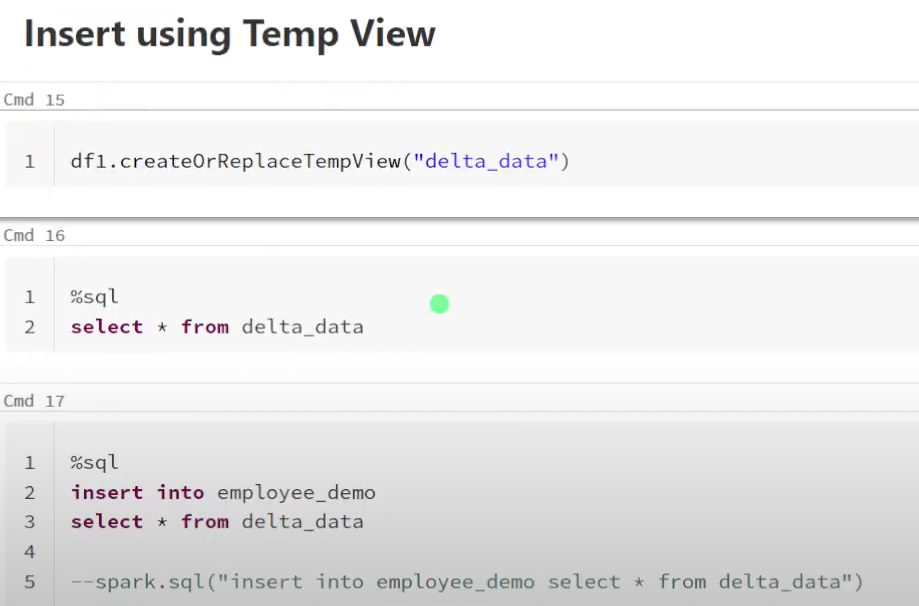 Insert using Temp View
Cmd 15
1 df1.createOrReplaceTempView("delta_data")
Cmd 16
1 %sql
2 select * from delta_data
Cmd 17
1 %sql
2 insert into employee_demo
3 select * from delta_data
4
5 --spark.sql("insert into employee_demo select * from delta_data")